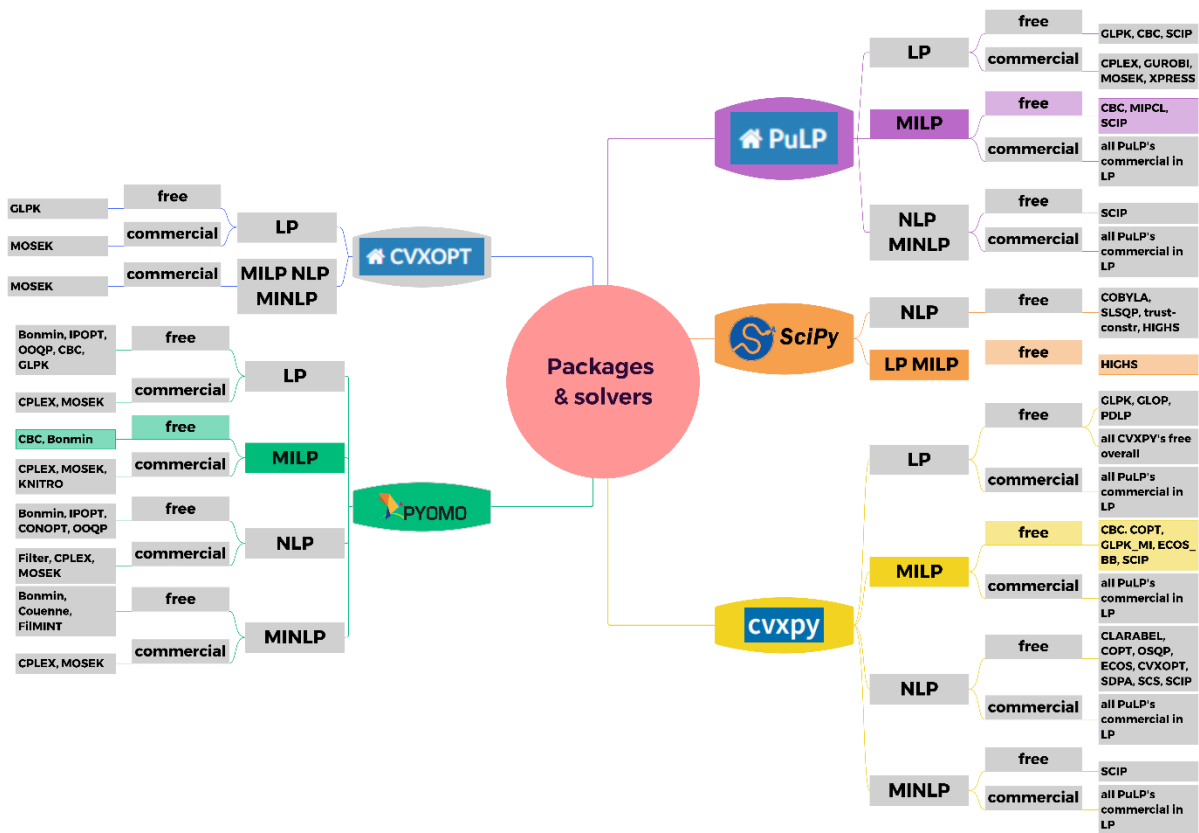 Packages
& solvers
PuLP
LP
free
GLPK, CBC, SCIP
commercial
CPLEX, GUROBI,
MOSEK, XPRESS
MILP
free
CBC, MIPCL,
SCIP
commercial
all PuLP's
commercial in
LP
NLP
MINLP
free
SCIP
commercial
all PuLP's
commercial in
LP
SciPy
NLP
free
COBYLA,
SLSQP, trust-
constr, HIGHS
LP MILP
free
HIGHS
cvxpy
LP
free
GLPK, GLOP,
PDLP
all CVXPY's free
overall
commercial
all PuLP's
commercial in
LP
MILP
free
CBC. COPT,
GLPK_MI, ECOS_
BB, SCIP
commercial
all PuLP's
commercial in
LP
NLP
free
CLARABEL,
COPT, OSQP,
ECOS, CVXOPT,
SDPA, SCS, SCIP
commercial
all PuLP's
commercial in
LP
MINLP
free
SCIP
commercial
all PuLP's
commercial in
LP
CVXOPT
LP
free
GLPK
commercial
MOSEK
MILP NLP
MINLP
commercial
MOSEK
PYOMO
LP
free
Bonmin, IPOPT,
OOQP, CBC,
GLPK
commercial
CPLEX, MOSEK
MILP
free
CBC, Bonmin
commercial
CPLEX, MOSEK,
KNITRO
NLP
free
Bonmin, IPOPT,
CONOPT, OOQP
commercial
Filter, CPLEX,
MOSEK
MINLP
free
Bonmin,
Couenne,
FilMINT
commercial
CPLEX, MOSEK